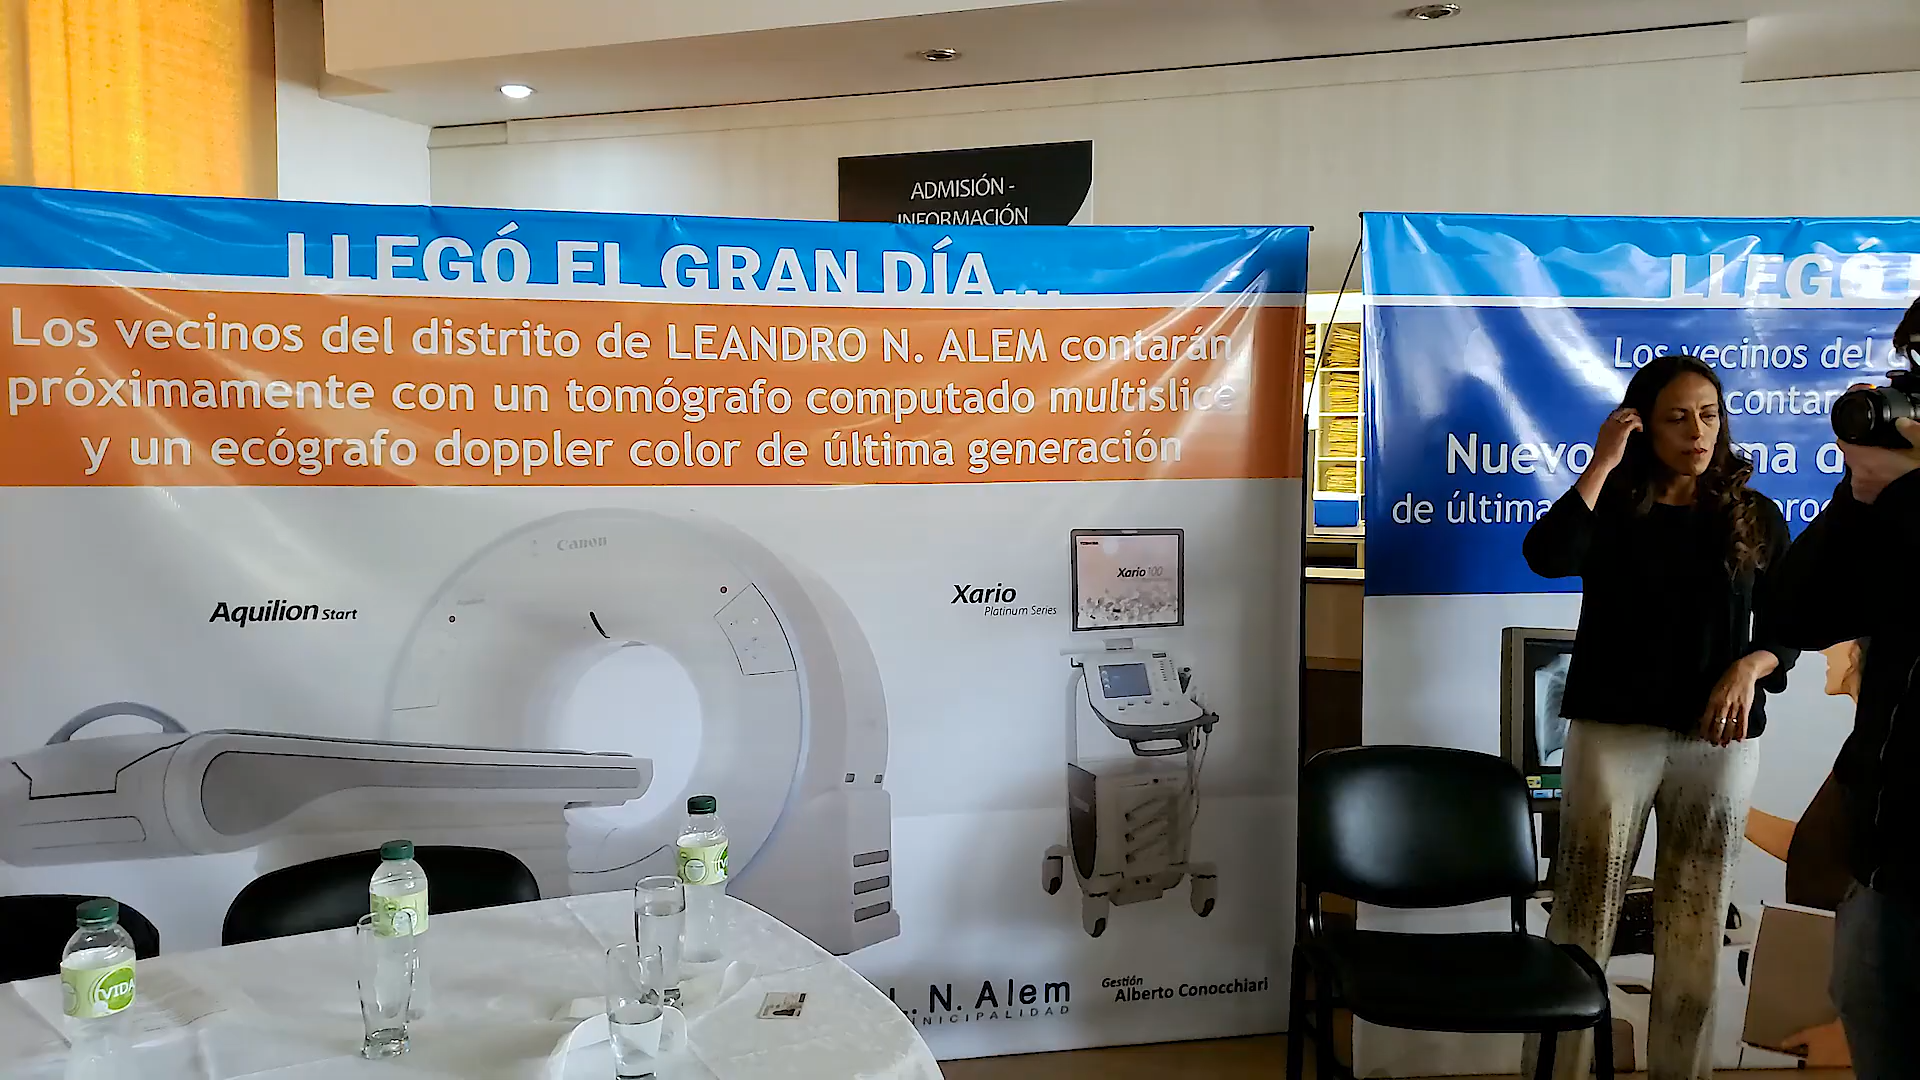 ADMISIÓN -
INFORMACIÓN
LLEGÓ EL GRAN DÍA...
Los vecinos del distrito de LEANDRO N. ALEM contarán
próximamente con un tomógrafo computado multislice
y un ecógrafo doppler color de última generación
Canon
Aquilion Start
Xario
Platinum Series
TOSHIBA
Xario 100
L. N. Alem
MUNICIPALIDAD
Gestión
Alberto Conocchiari
VIDA
LLEGÓ
Los vecinos del
contar
Nuevo
de última